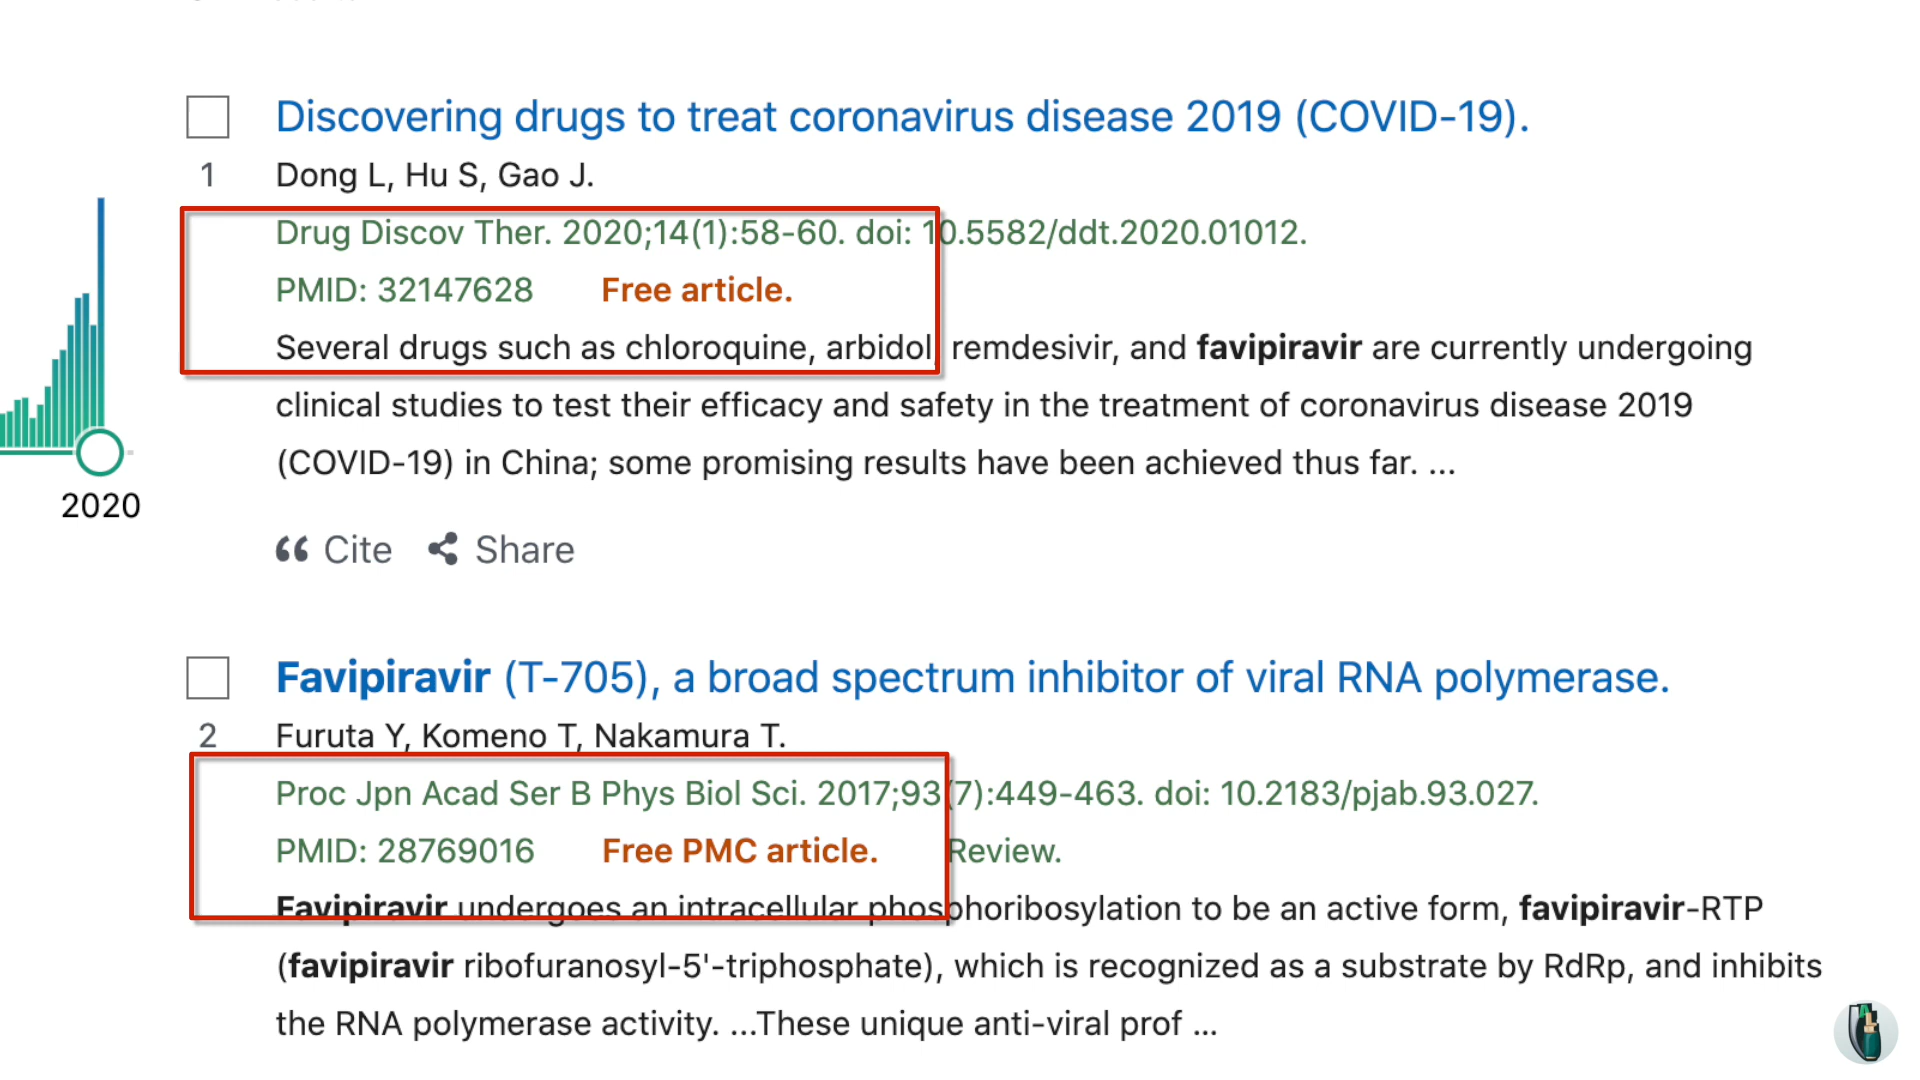 Discovering drugs to treat coronavirus disease 2019 (COVID-19).
1 Dong L, Hu S, Gao J.
Drug Discov Ther. 2020;14(1):58-60. doi: 10.5582/ddt.2020.01012.
PMID: 32147628 Free article.
Several drugs such as chloroquine, arbidol, remdesivir, and favipiravir are currently undergoing
clinical studies to test their efficacy and safety in the treatment of coronavirus disease 2019
(COVID-19) in China; some promising results have been achieved thus far. ...
2020
Cite Share
Favipiravir (T-705), a broad spectrum inhibitor of viral RNA polymerase.
2 Furuta Y, Komeno T, Nakamura T.
Proc Jpn Acad Ser B Phys Biol Sci. 2017;93(7):449-463. doi: 10.2183/pjab.93.027.
PMID: 28769016 Free PMC article. Review.
Favipiravir undergoes an intracellular phosphoribosylation to be an active form, favipiravir-RTP
(favipiravir ribofuranosyl-5'-triphosphate), which is recognized as a substrate by RdRp, and inhibits
the RNA polymerase activity. ...These unique anti-viral prof ...